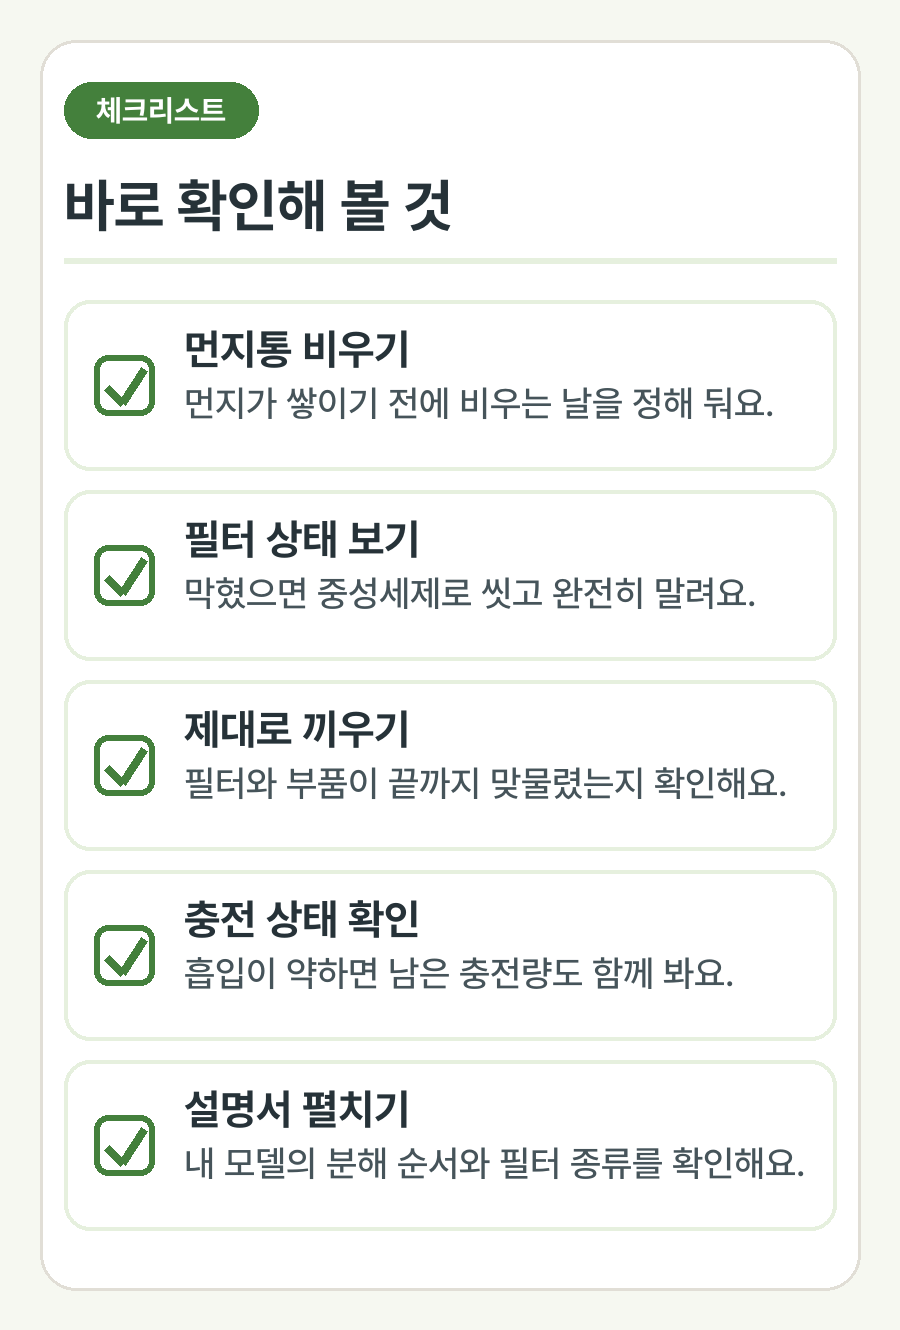 체크리스트
바로 확인해 볼 것
먼지통 비우기
먼지가 쌓이기 전에 비우는 날을 정해 둬요.
필터 상태 보기
막혔으면 중성세제로 씻고 완전히 말려요.
제대로 끼우기
필터와 부품이 끝까지 맞물렸는지 확인해요.
충전 상태 확인
흡입이 약하면 남은 충전량도 함께 봐요.
설명서 펼치기
내 모델의 분해 순서와 필터 종류를 확인해요.